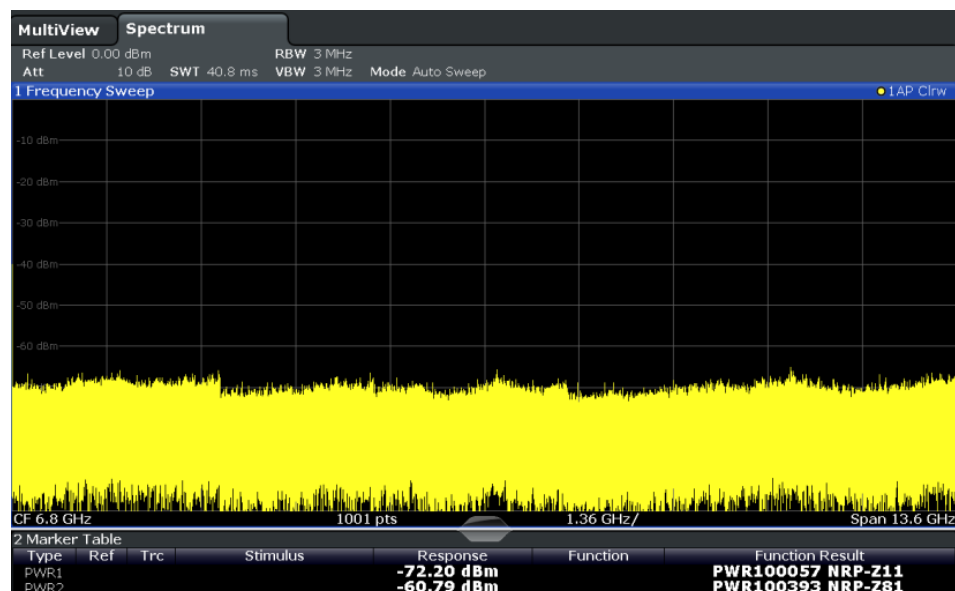 MultiView Spectrum
Ref Level 0.00 dBm RBW 3 MHz
Att 10 dB SWT 40.8 ms VBW 3 MHz Mode Auto Sweep
1 Frequency Sweep 1AP Clrw
-10 dBm
-20 dBm
-30 dBm
-40 dBm
-50 dBm
-60 dBm
CF 6.8 GHz 1001 pts 1.36 GHz/ Span 13.6 GHz
2 Marker Table
Type Ref Trc Stimulus Response Function Function Result
PWR1 -72.20 dBm PWR100057 NRP-Z11
PWR2 -60.79 dBm PWR100393 NRP-Z81